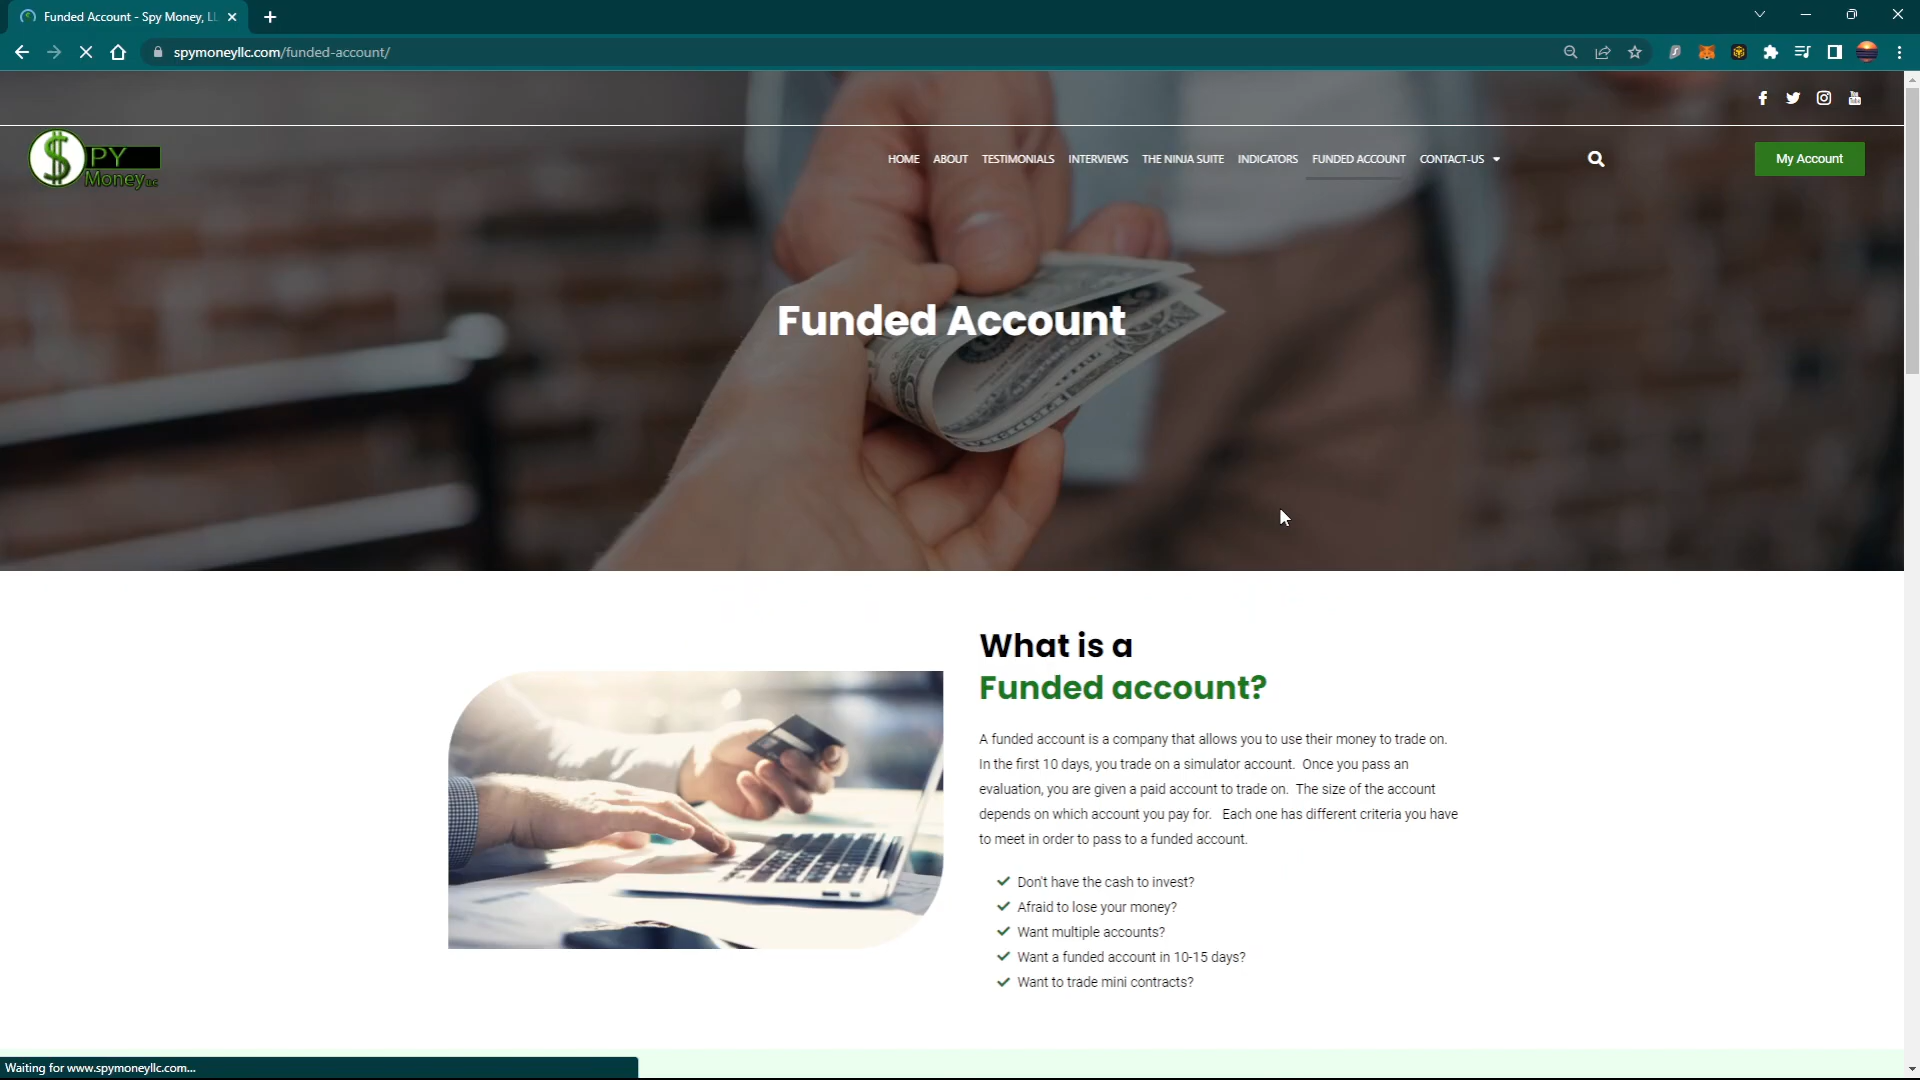 Funded Account - Spy Money, LL
spymoneyllc.com/funded-account/
$PY
Money LLC
HOME ABOUT TESTIMONIALS INTERVIEWS THE NINJA SUITE INDICATORS FUNDED ACCOUNT CONTACT-US
My Account
Funded Account
What is a
Funded account?
A funded account is a company that allows you to use their money to trade on.
In the first 10 days, you trade on a simulator account. Once you pass an
evaluation, you are given a paid account to trade on. The size of the account
depends on which account you pay for. Each one has different criteria you have
to meet in order to pass to a funded account.
Don't have the cash to invest?
Afraid to lose your money?
Want multiple accounts?
Want a funded account in 10-15 days?
Want to trade mini contracts?
Waiting for www.spymoneyllc.com...